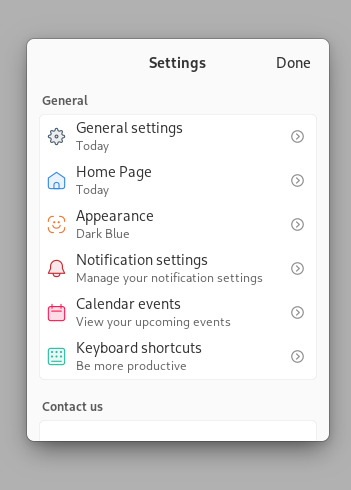 Settings
Done
General
General settings
Today
Home Page
Today
Appearance
Dark Blue
Notification settings
Manage your notification settings
Calendar events
View your upcoming events
Keyboard shortcuts
Be more productive
Contact us